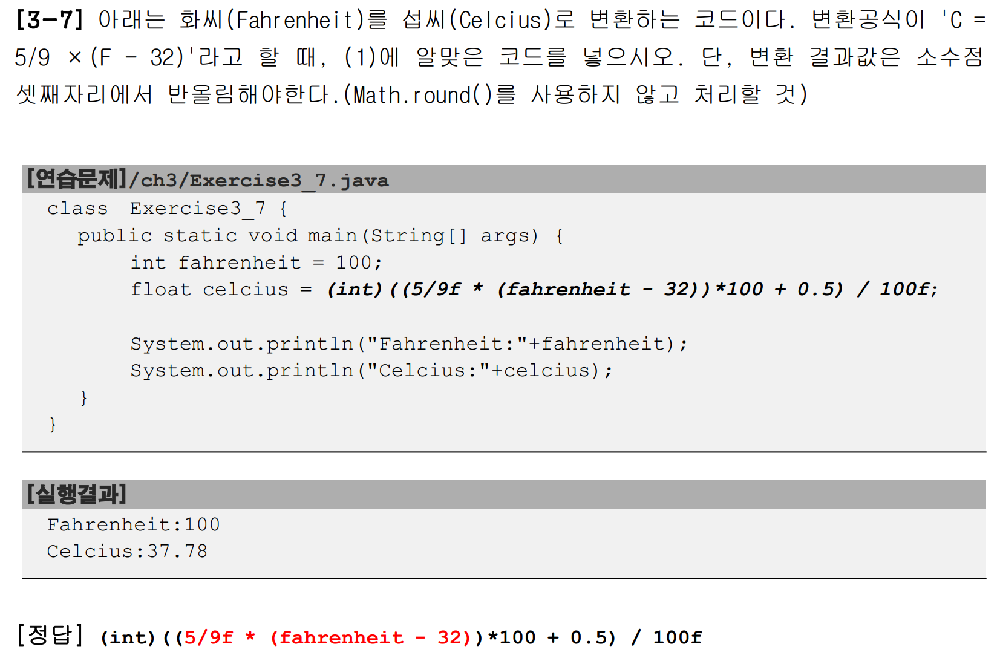 [3-7] 아래는 화씨(Fahrenheit)를 섭씨(Celcius)로 변환하는 코드이다. 변환공식이 'C =
5/9 ×(F - 32)'라고 할 때, (1)에 알맞은 코드를 넣으시오. 단, 변환 결과값은 소수점
셋째자리에서 반올림해야한다.(Math.round()를 사용하지 않고 처리할 것)
[연습문제]/ch3/Exercise3_7.java
class Exercise3_7 {
public static void main(String[] args) {
int fahrenheit = 100;
float celcius = (int)((5/9f * (fahrenheit - 32))*100 + 0.5) / 100f;
System.out.println("Fahrenheit:"+fahrenheit);
System.out.println("Celcius:"+celcius);
}
}
[실행결과]
Fahrenheit:100
Celcius:37.78
[정답] (int)((5/9f * (fahrenheit - 32))*100 + 0.5) / 100f